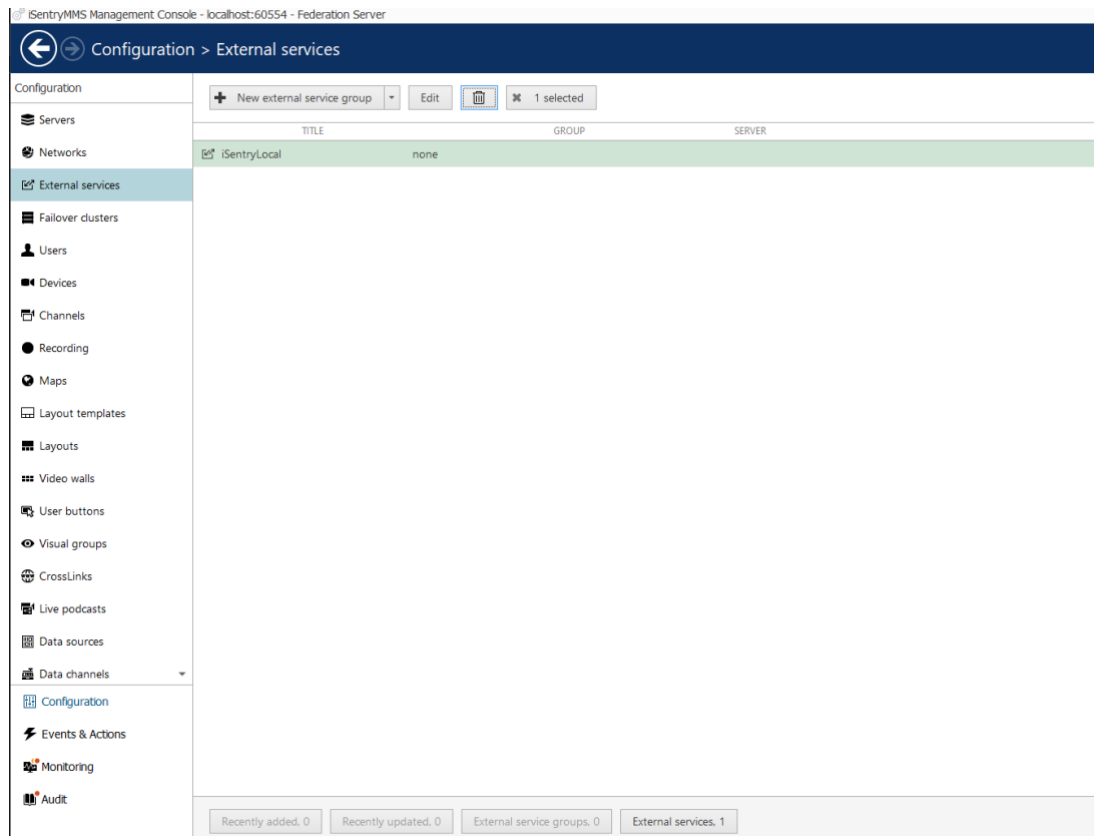 iSentryMMS Management Console - localhost:60554 - Federation Server
Configuration > External services
Configuration
Servers
Networks
External services
Failover clusters
Users
Devices
Channels
Recording
Maps
Layout templates
Layouts
Video walls
User buttons
Visual groups
CrossLinks
Live podcasts
Data sources
Data channels
Configuration
Events & Actions
Monitoring
Audit
New external service group Edit 1 selected
TITLE GROUP SERVER
iSentryLocal none
Recently added, 0 Recently updated, 0 External service groups, 0 External services, 1